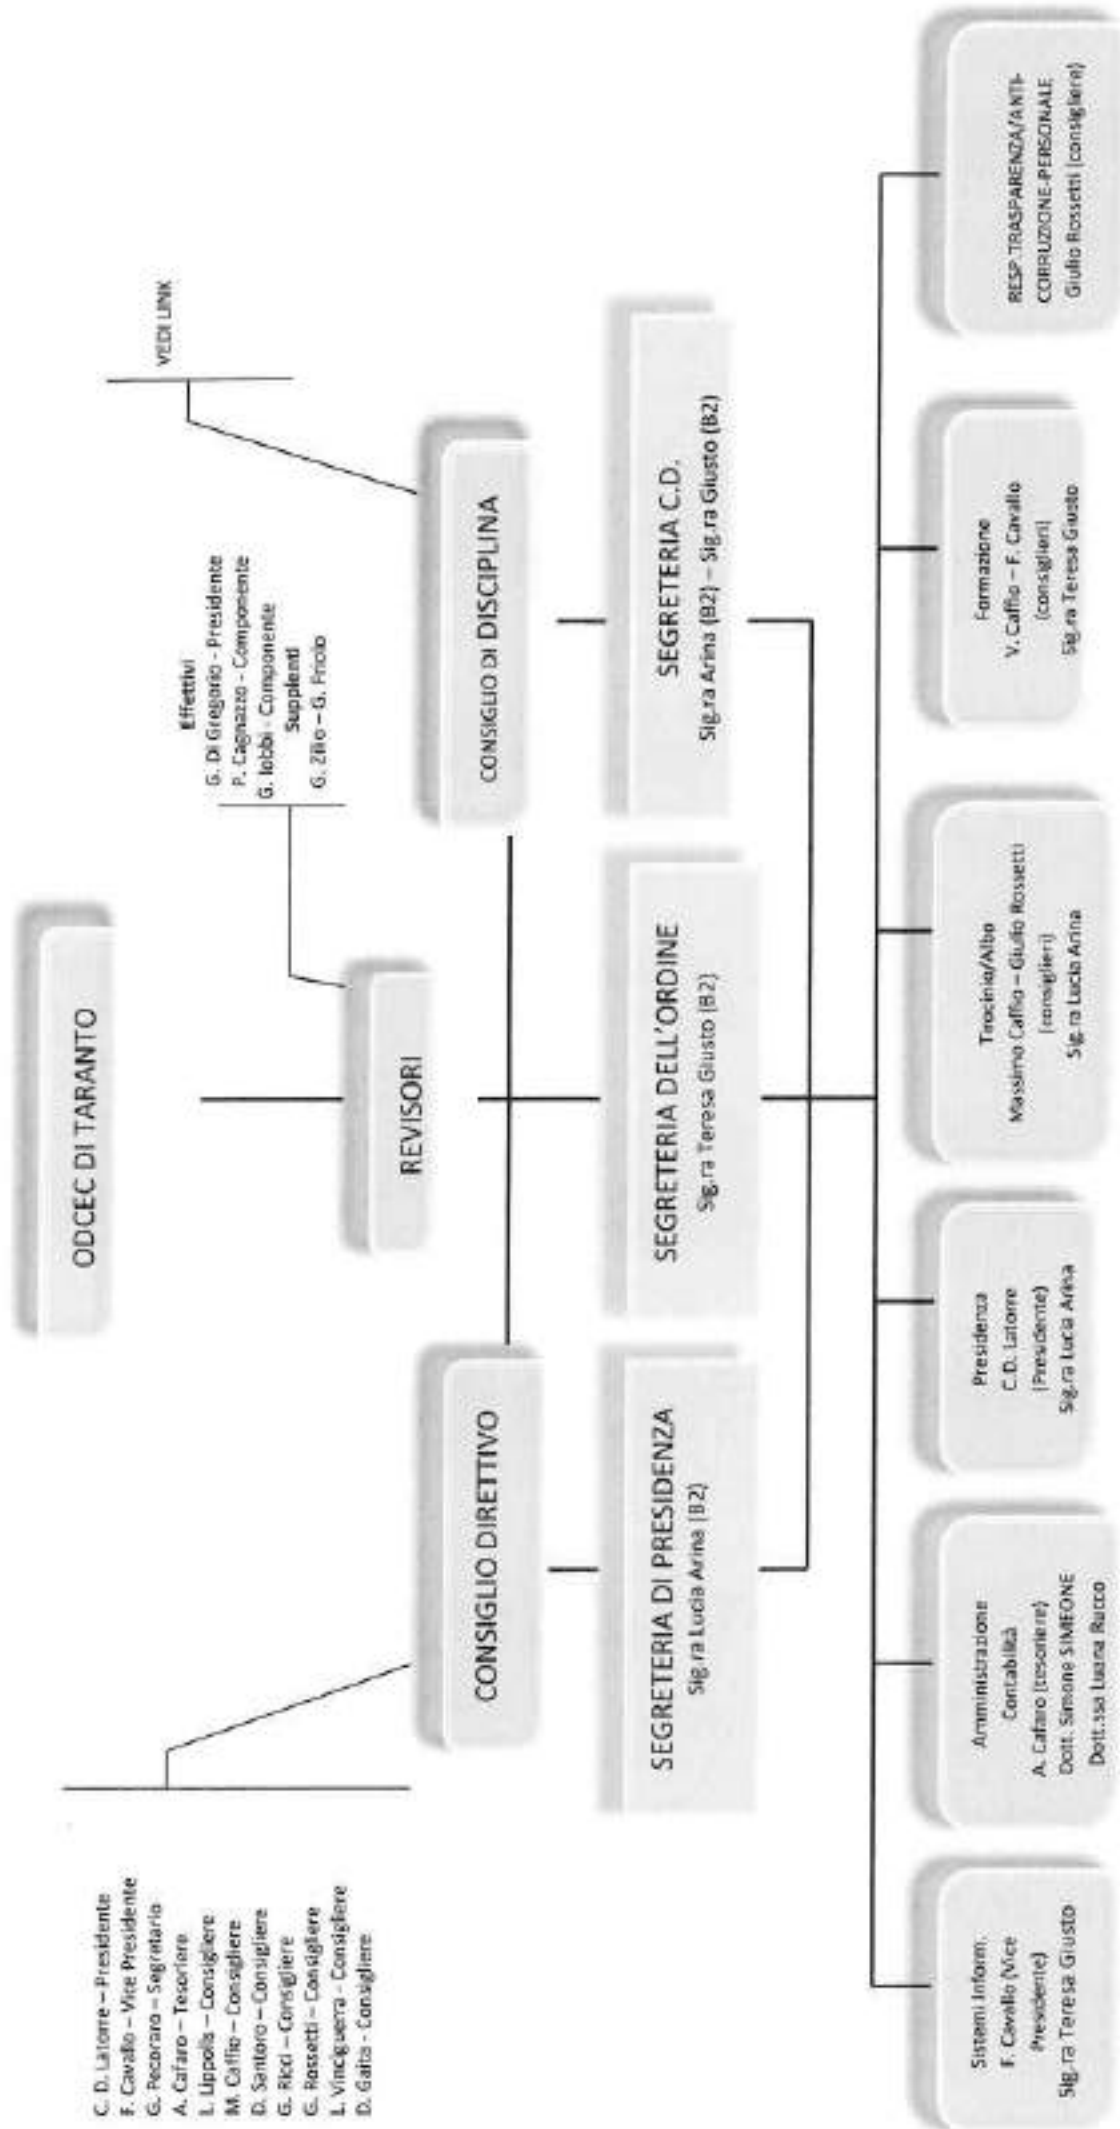 ODCEC DI TARANTO
REVISORI
Effettivi
G. Di Gregorio - Presidente
P. Cagnazzo - Componente
G. Iobbi - Componente
Supplenti
G. Zilio – G. Friolo
C. D. Latorre – Presidente
F. Cavallo – Vice Presidente
G. Pecoraro – Segretario
A. Cafaro – Tesoriere
L. Lippolis – Consigliere
M. Caffio – Consigliere
D. Santoro – Consigliere
G. Ricci – Consigliere
G. Rossetti – Consigliere
L. Vinciguerra - Consigliere
D. Gaita - Consigliere
VEDI LINK
CONSIGLIO DIRETTIVO
CONSIGLIO DI DISCIPLINA
SEGRETERIA DI PRESIDENZA
Sig.ra Lucia Arina (B2)
SEGRETERIA DELL'ORDINE
Sig.ra Teresa Giusto (B2)
SEGRETERIA C.D.
Sig.ra Arina (B2) – Sig.ra Giusto (B2)
Sistemi Inform.
F. Cavallo (Vice
Presidente)
Sig.ra Teresa Giusto
Amministrazione
Contabilità
A. Cafaro (tesoriere)
Dott. Simone SIMEONE
Dott.ssa Luana Rucco
Presidenza
C.D. Latorre
(Presidente)
Sig.ra Lucia Arina
Tirocinio/Albo
Massimo Caffio – Giulio Rossetti
(consiglieri)
Sig.ra Lucia Arina
Formazione
V. Caffio – F. Cavallo
(consiglieri)
Sig.ra Teresa Giusto
RESP.TRASPARENZA/ANTI-
CORRUZIONE-PERSONALE
Giulio Rossetti (consigliere)